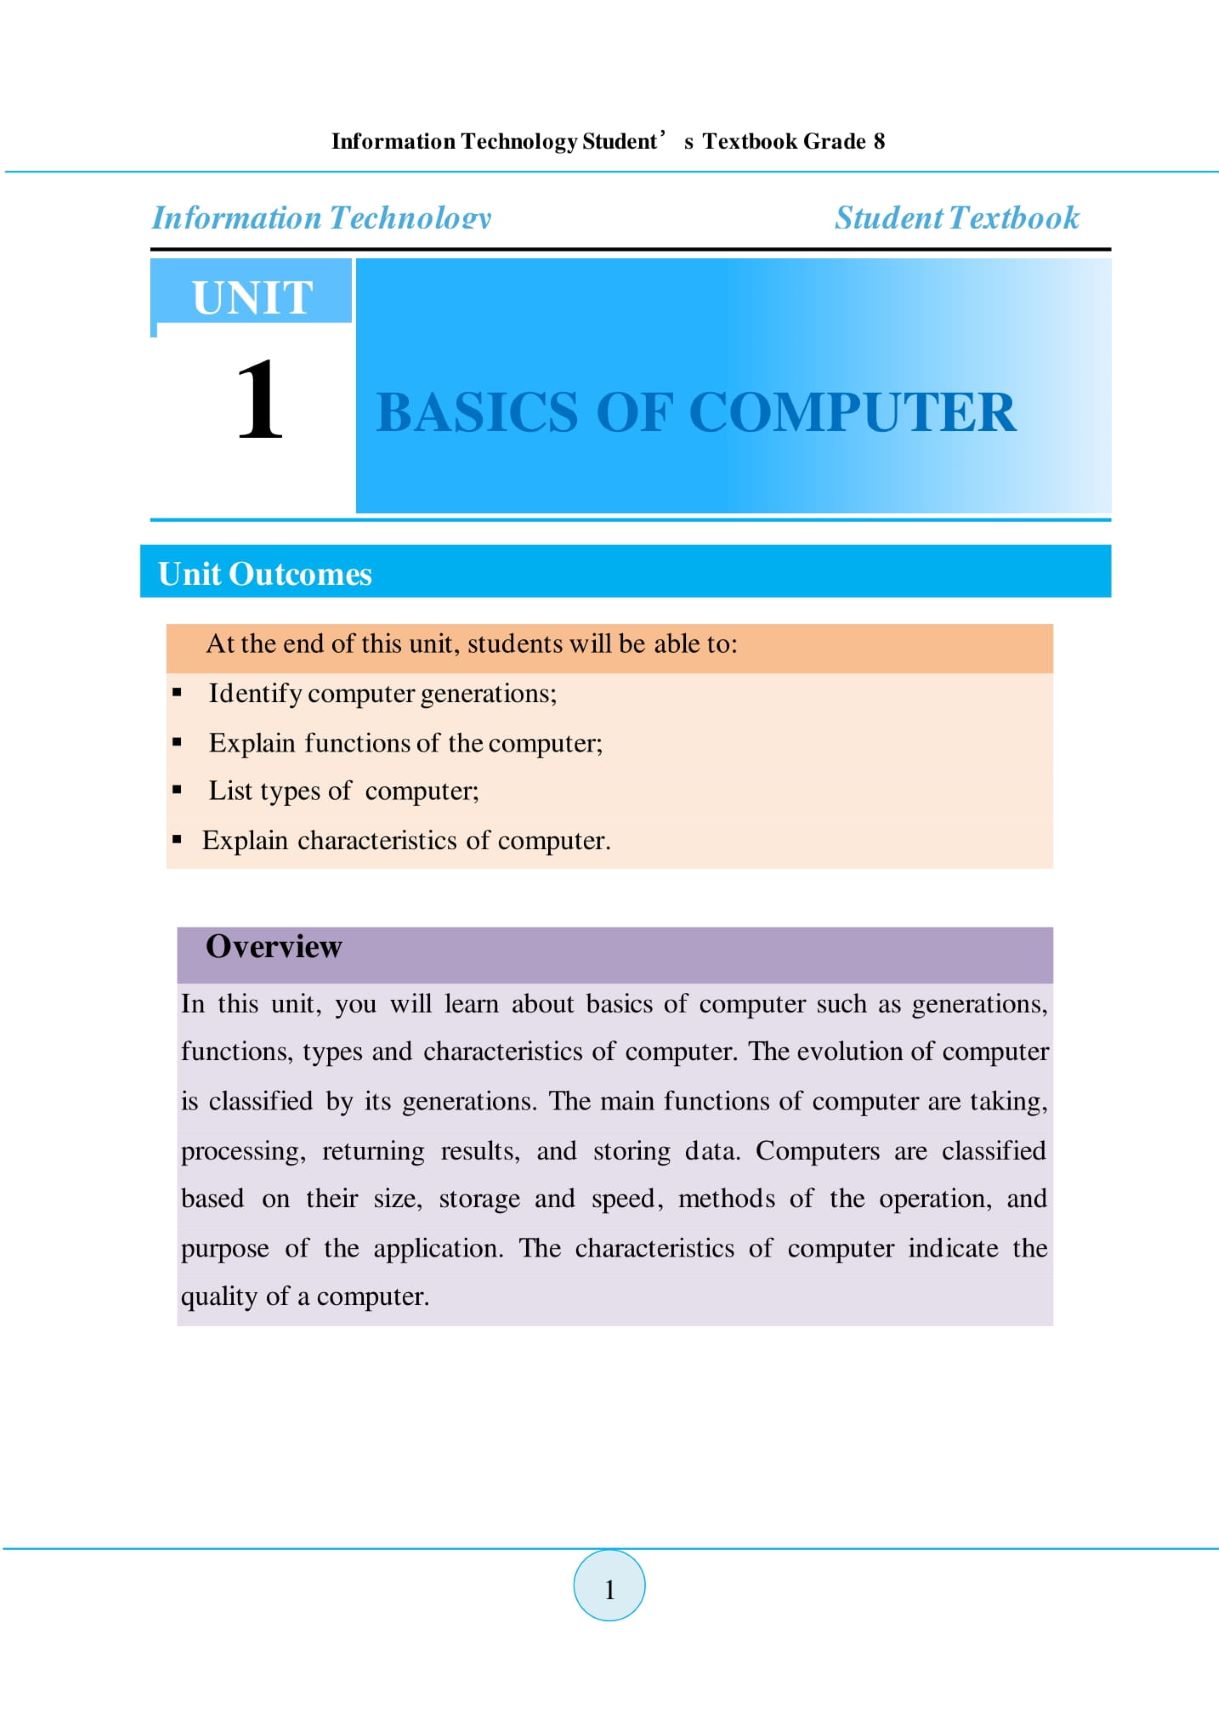 Information Technology Student’s Textbook Grade 8
Information Technology Student Textbook
UNIT
1
BASICS OF COMPUTER
Unit Outcomes
At the end of this unit, students will be able to:
▪ Identify computer generations;
▪ Explain functions of the computer;
▪ List types of computer;
▪ Explain characteristics of computer.
Overview
In this unit, you will learn about basics of computer such as generations,
functions, types and characteristics of computer. The evolution of computer
is classified by its generations. The main functions of computer are taking,
processing, returning results, and storing data. Computers are classified
based on their size, storage and speed, methods of the operation, and
purpose of the application. The characteristics of computer indicate the
quality of a computer.
1